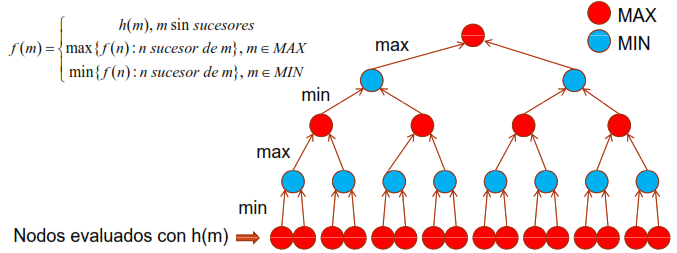 h(m), m sin sucesores
f(m) = { max{f(n) : n sucesor de m}, m ∈ MAX
min{f(n) : n sucesor de m}, m ∈ MIN
MAX
MIN
max
min
max
min
Nodos evaluados con h(m)